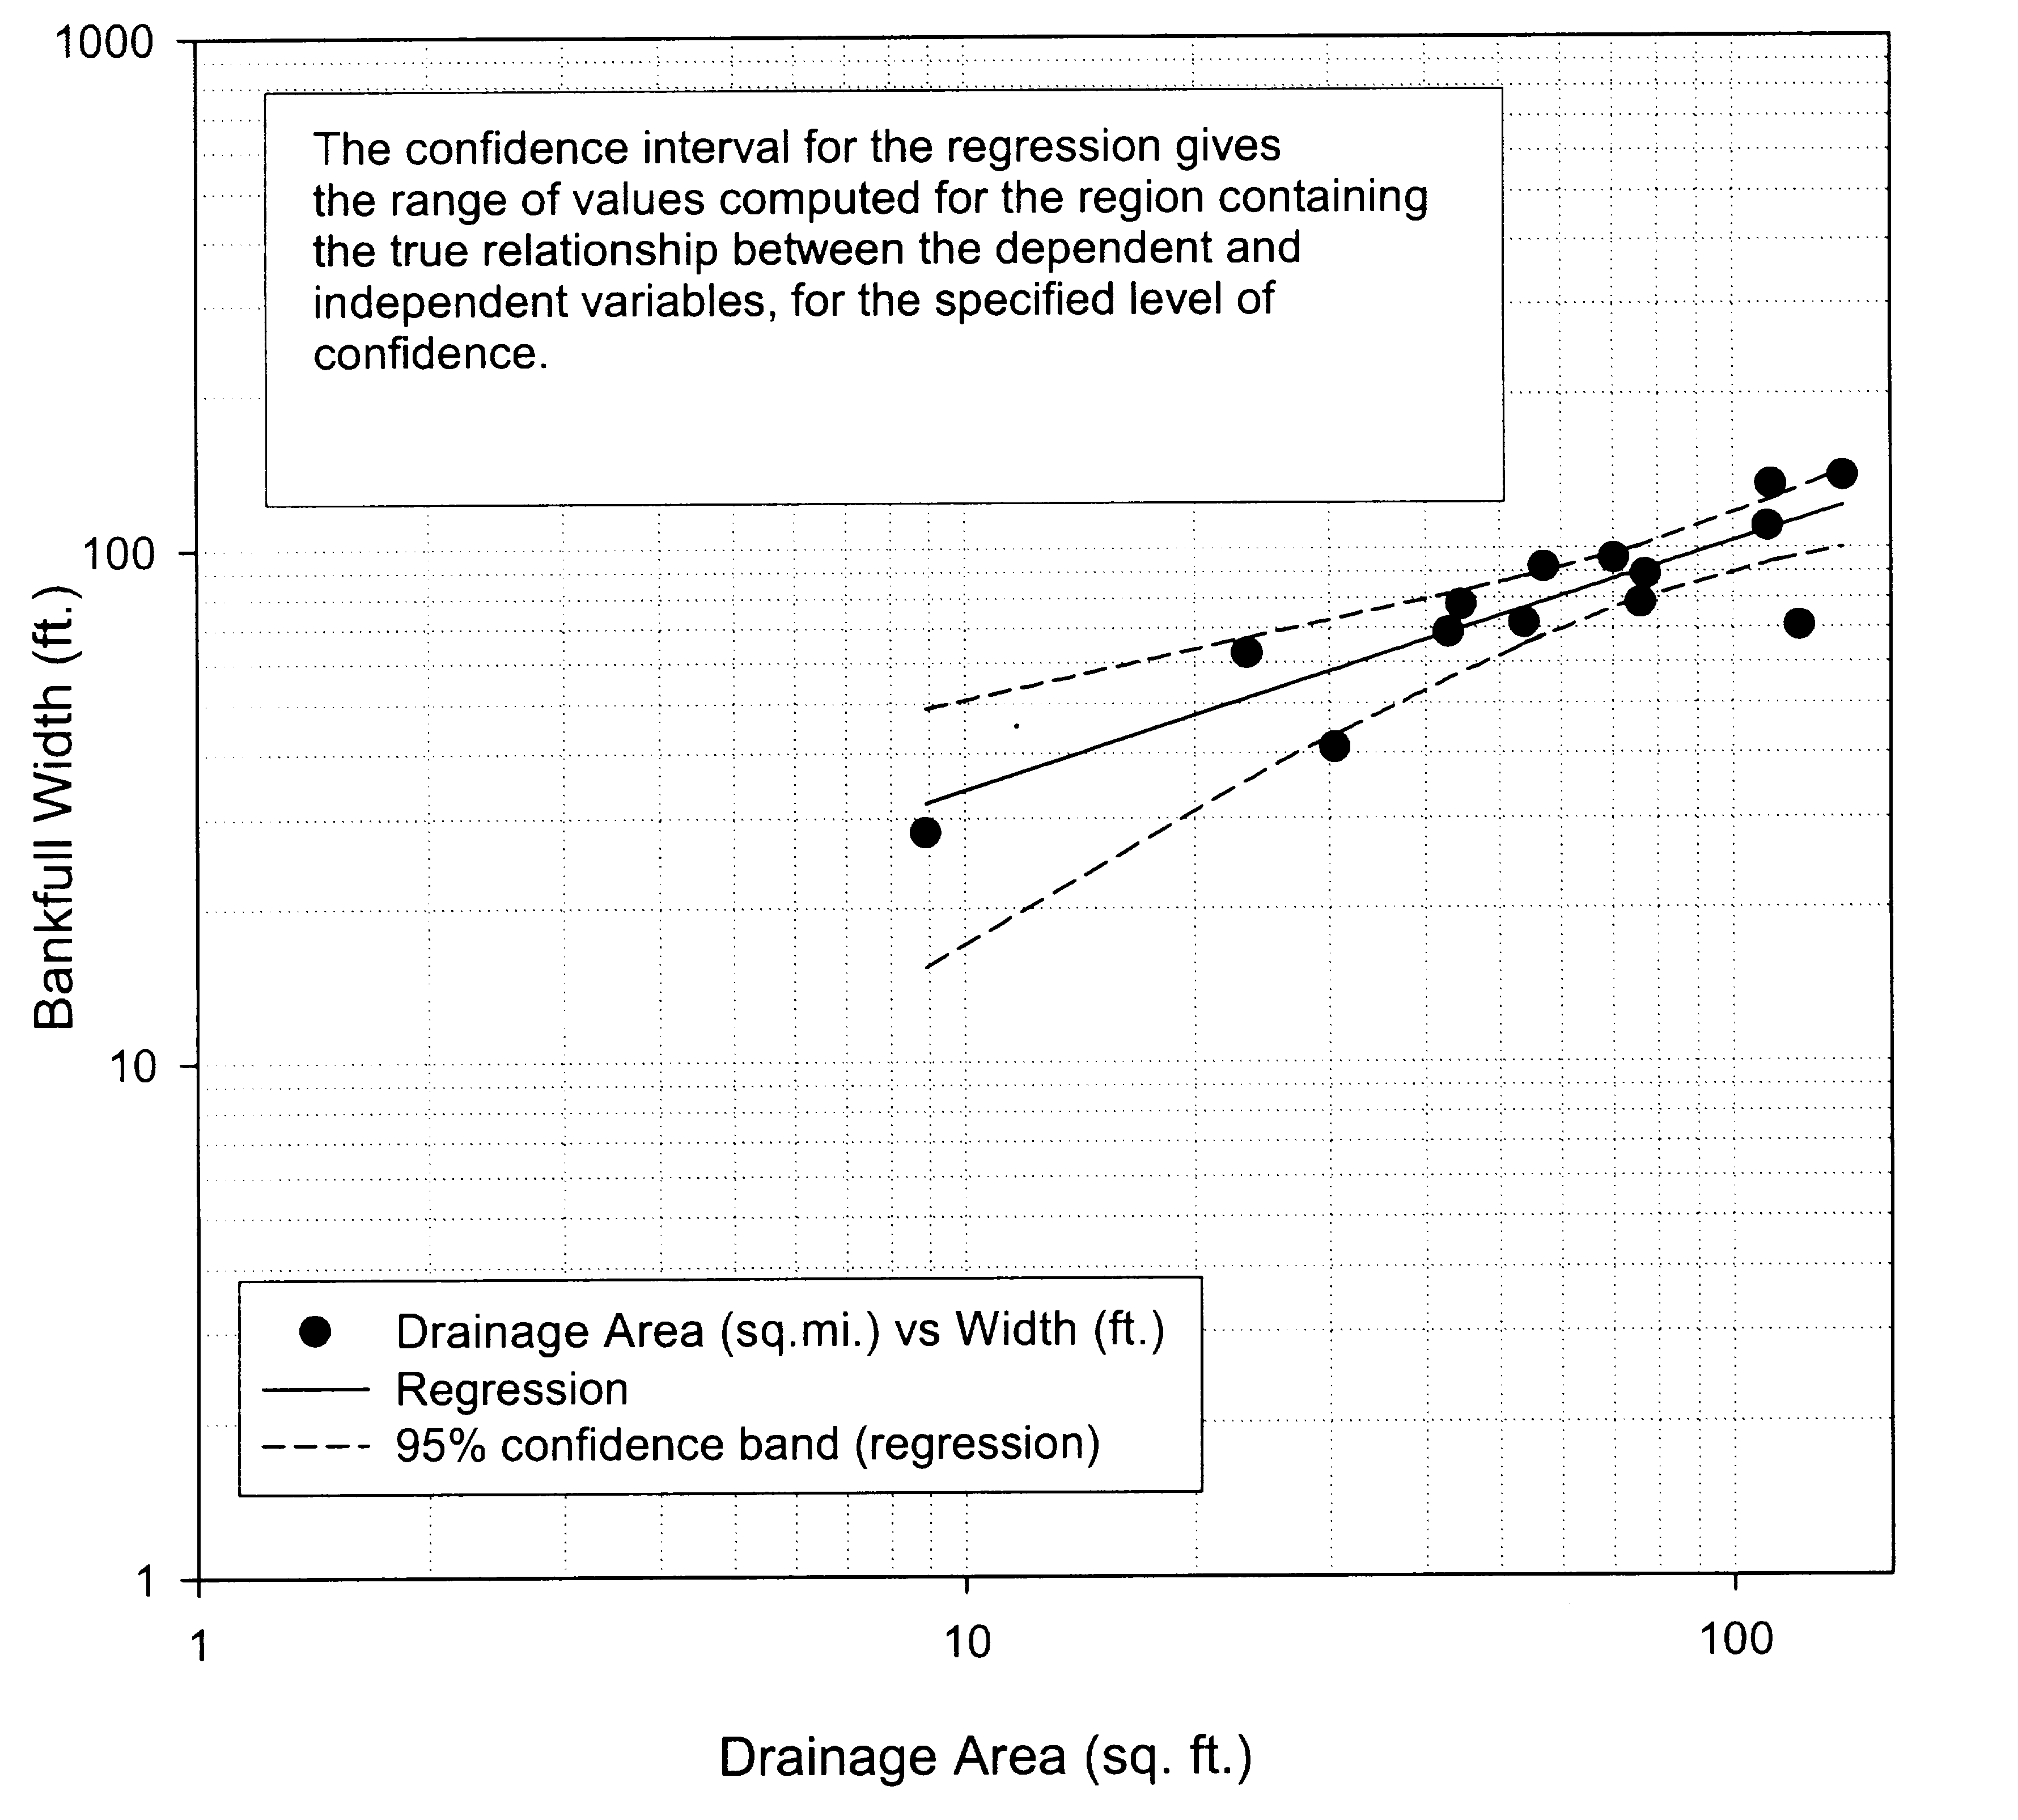 1000
The confidence interval for the regression gives
the range of values computed for the region containing
the true relationship between the dependent and
independent variables, for the specified level of
confidence.
100
Bankfull Width (ft.)
10
Drainage Area (sq.mi.) vs Width (ft.)
Regression
95% confidence band (regression)
1
1
10
100
Drainage Area (sq. ft.)